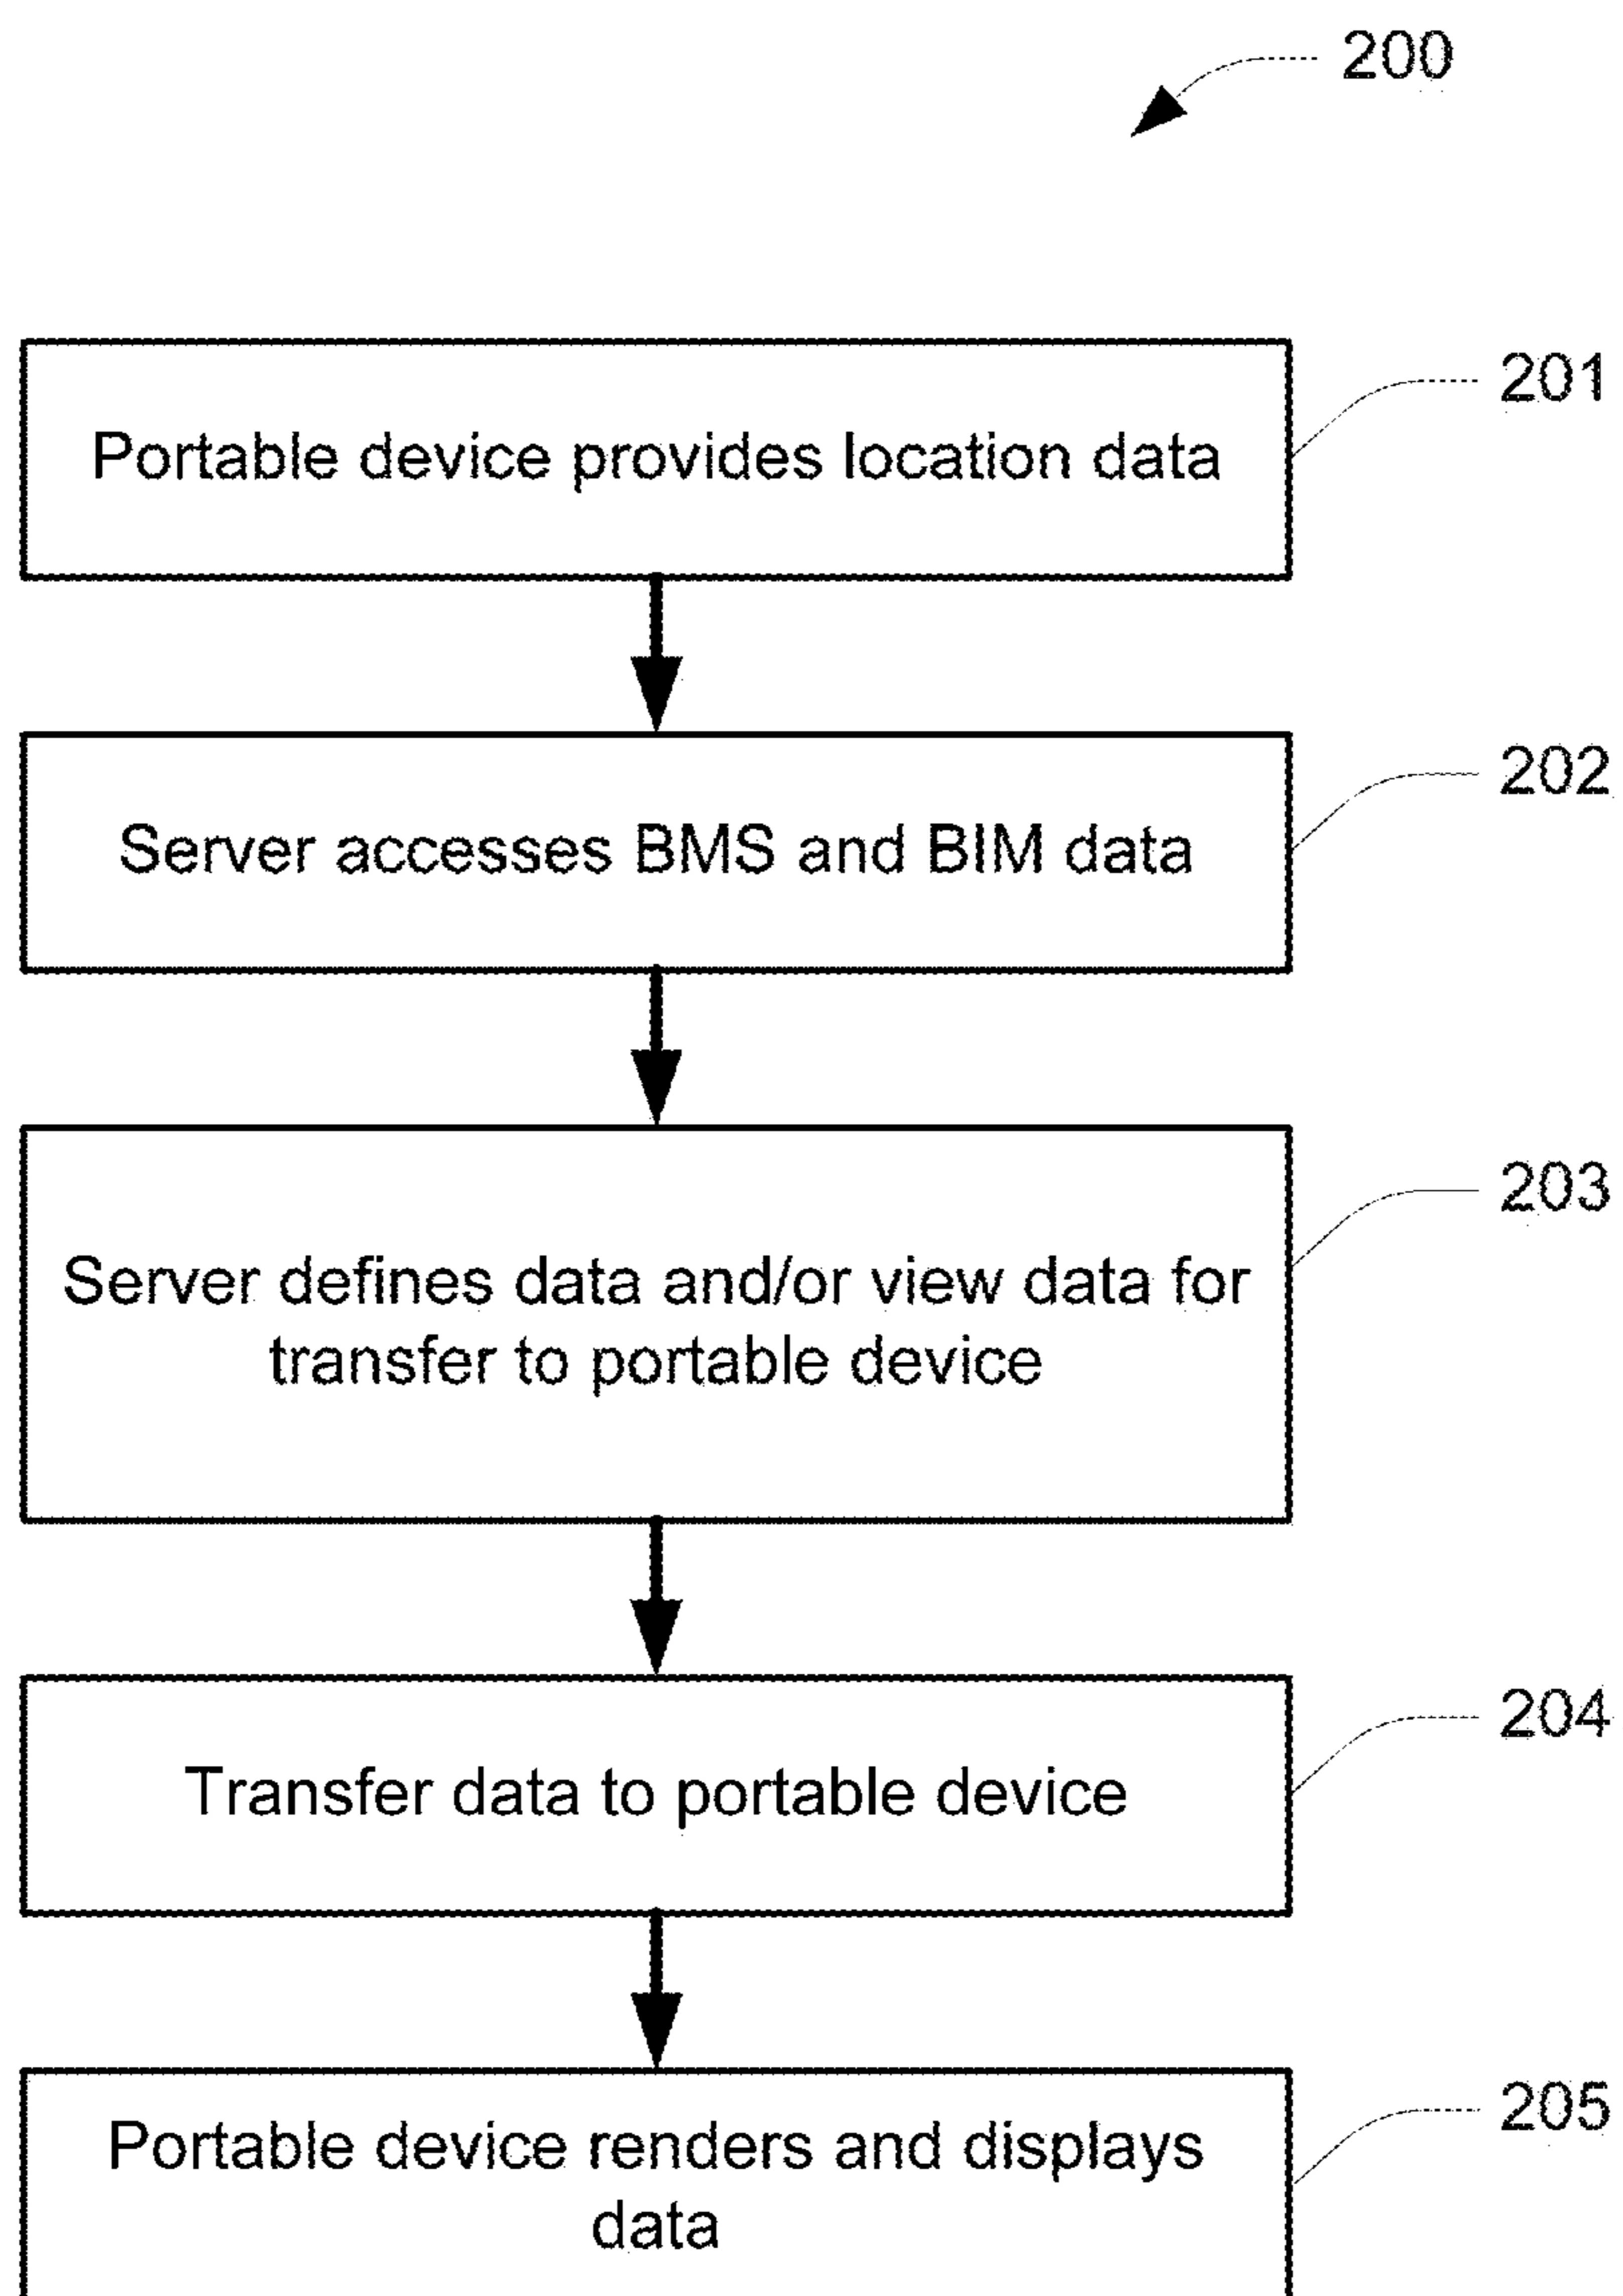 200
201
Portable device provides location data
202
Server accesses BMS and BIM data
203
Server defines data and/or view data for
transfer to portable device
204
Transfer data to portable device
205
Portable device renders and displays
data